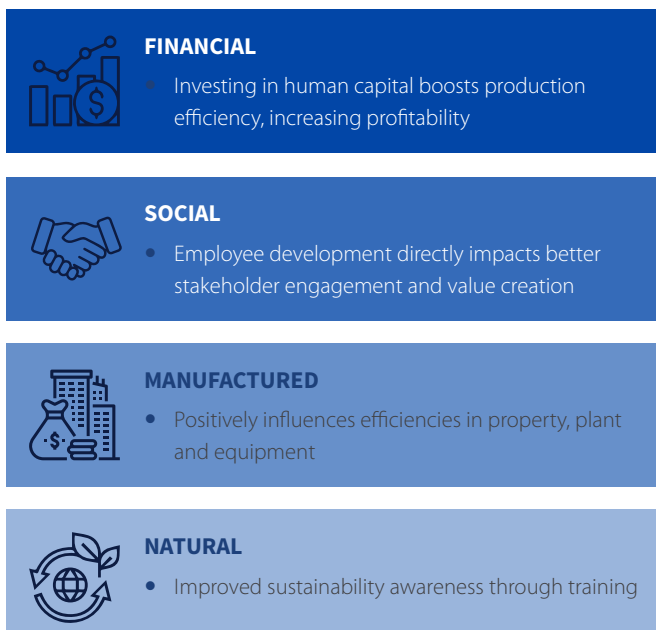 FINANCIAL
• Investing in human capital boosts production
efficiency, increasing profitability
SOCIAL
• Employee development directly impacts better
stakeholder engagement and value creation
MANUFACTURED
• Positively influences efficiencies in property, plant
and equipment
NATURAL
• Improved sustainability awareness through training